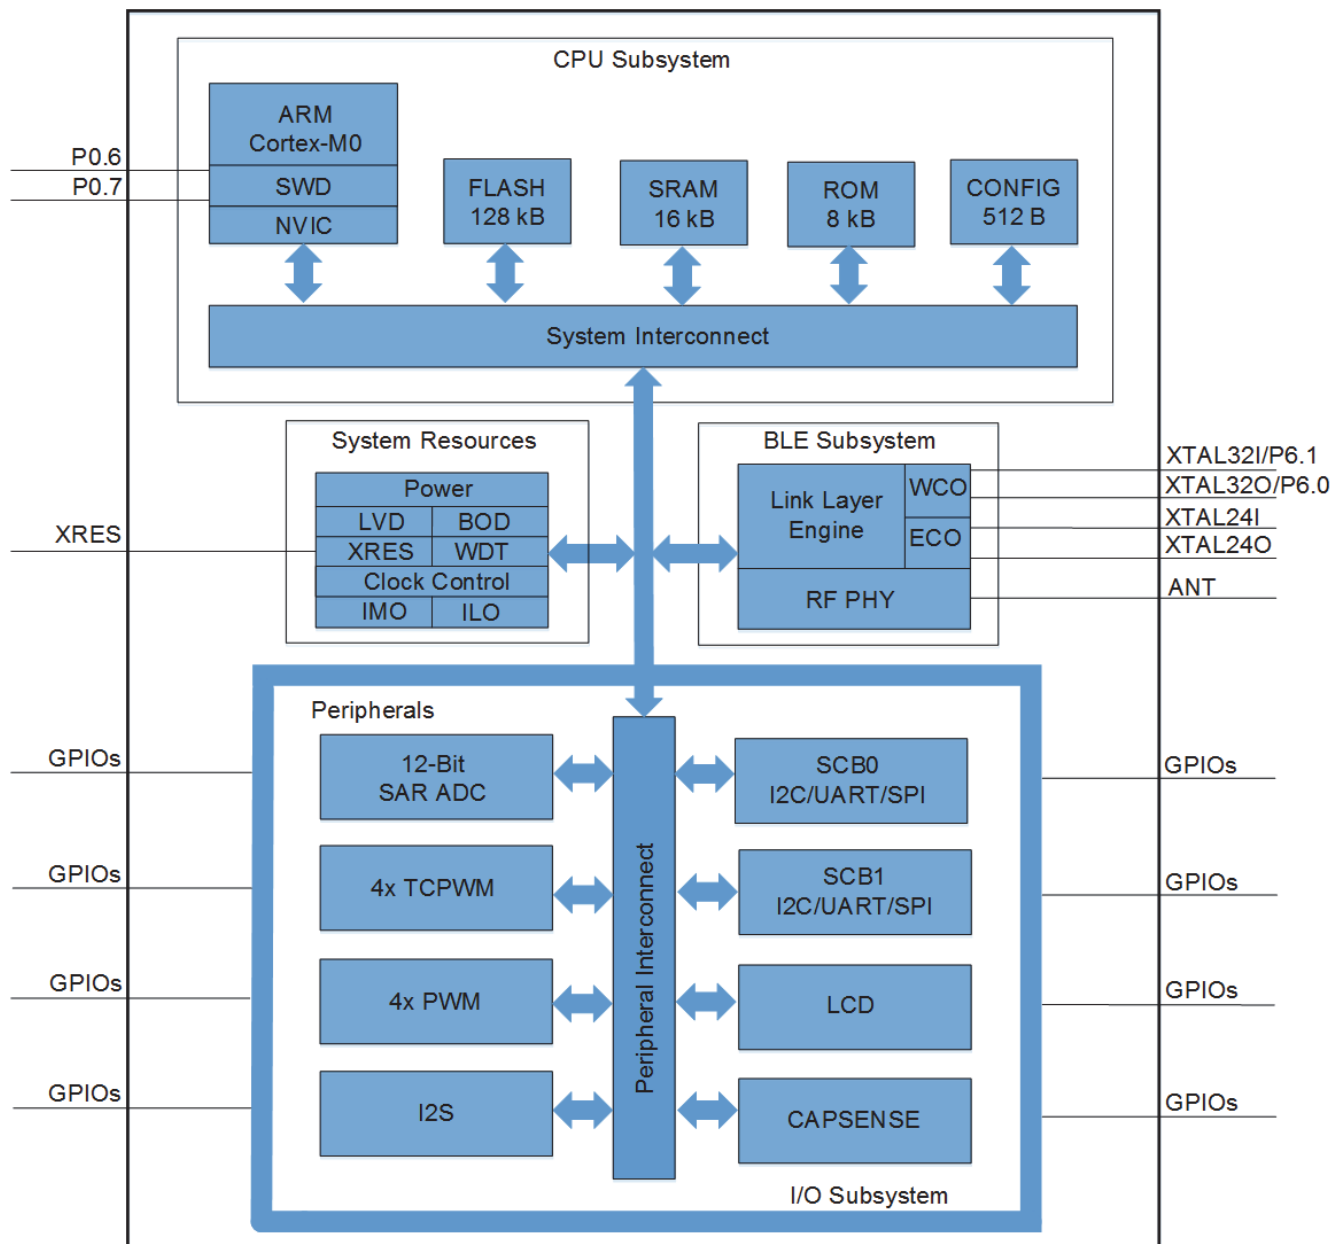 CPU Subsystem
ARM
Cortex-M0
SWD
NVIC
P0.6
P0.7
FLASH
128 kB
SRAM
16 kB
ROM
8 kB
CONFIG
512 B
System Interconnect
System Resources
Power
LVD BOD
XRES WDT
Clock Control
IMO ILO
XRES
BLE Subsystem
Link Layer
Engine
WCO
ECO
RF PHY
XTAL32I/P6.1
XTAL32O/P6.0
XTAL24I
XTAL24O
ANT
Peripherals
GPIOs
GPIOs
GPIOs
GPIOs
12-Bit
SAR ADC
4x TCPWM
4x PWM
I2S
Peripheral Interconnect
SCB0
I2C/UART/SPI
SCB1
I2C/UART/SPI
LCD
CAPSENSE
GPIOs
GPIOs
GPIOs
GPIOs
I/O Subsystem